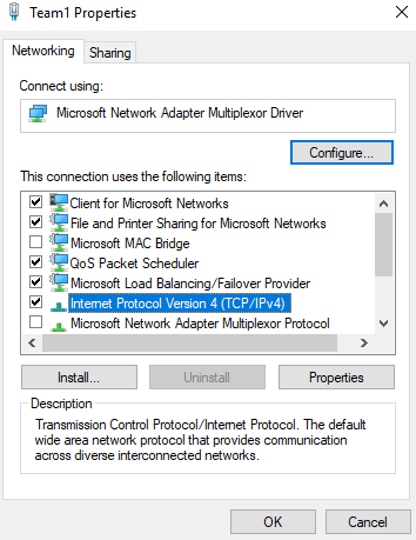 Team1 Properties
Networking
Sharing
Connect using:
Microsoft Network Adapter Multiplexor Driver
Configure...
This connection uses the following items:
Client for Microsoft Networks
File and Printer Sharing for Microsoft Networks
Microsoft MAC Bridge
QoS Packet Scheduler
Microsoft Load Balancing/Failover Provider
Internet Protocol Version 4 (TCP/IPv4)
Microsoft Network Adapter Multiplexor Protocol
Install...
Uninstall
Properties
Description
Transmission Control Protocol/Internet Protocol. The default
wide area network protocol that provides communication
across diverse interconnected networks.
OK
Cancel